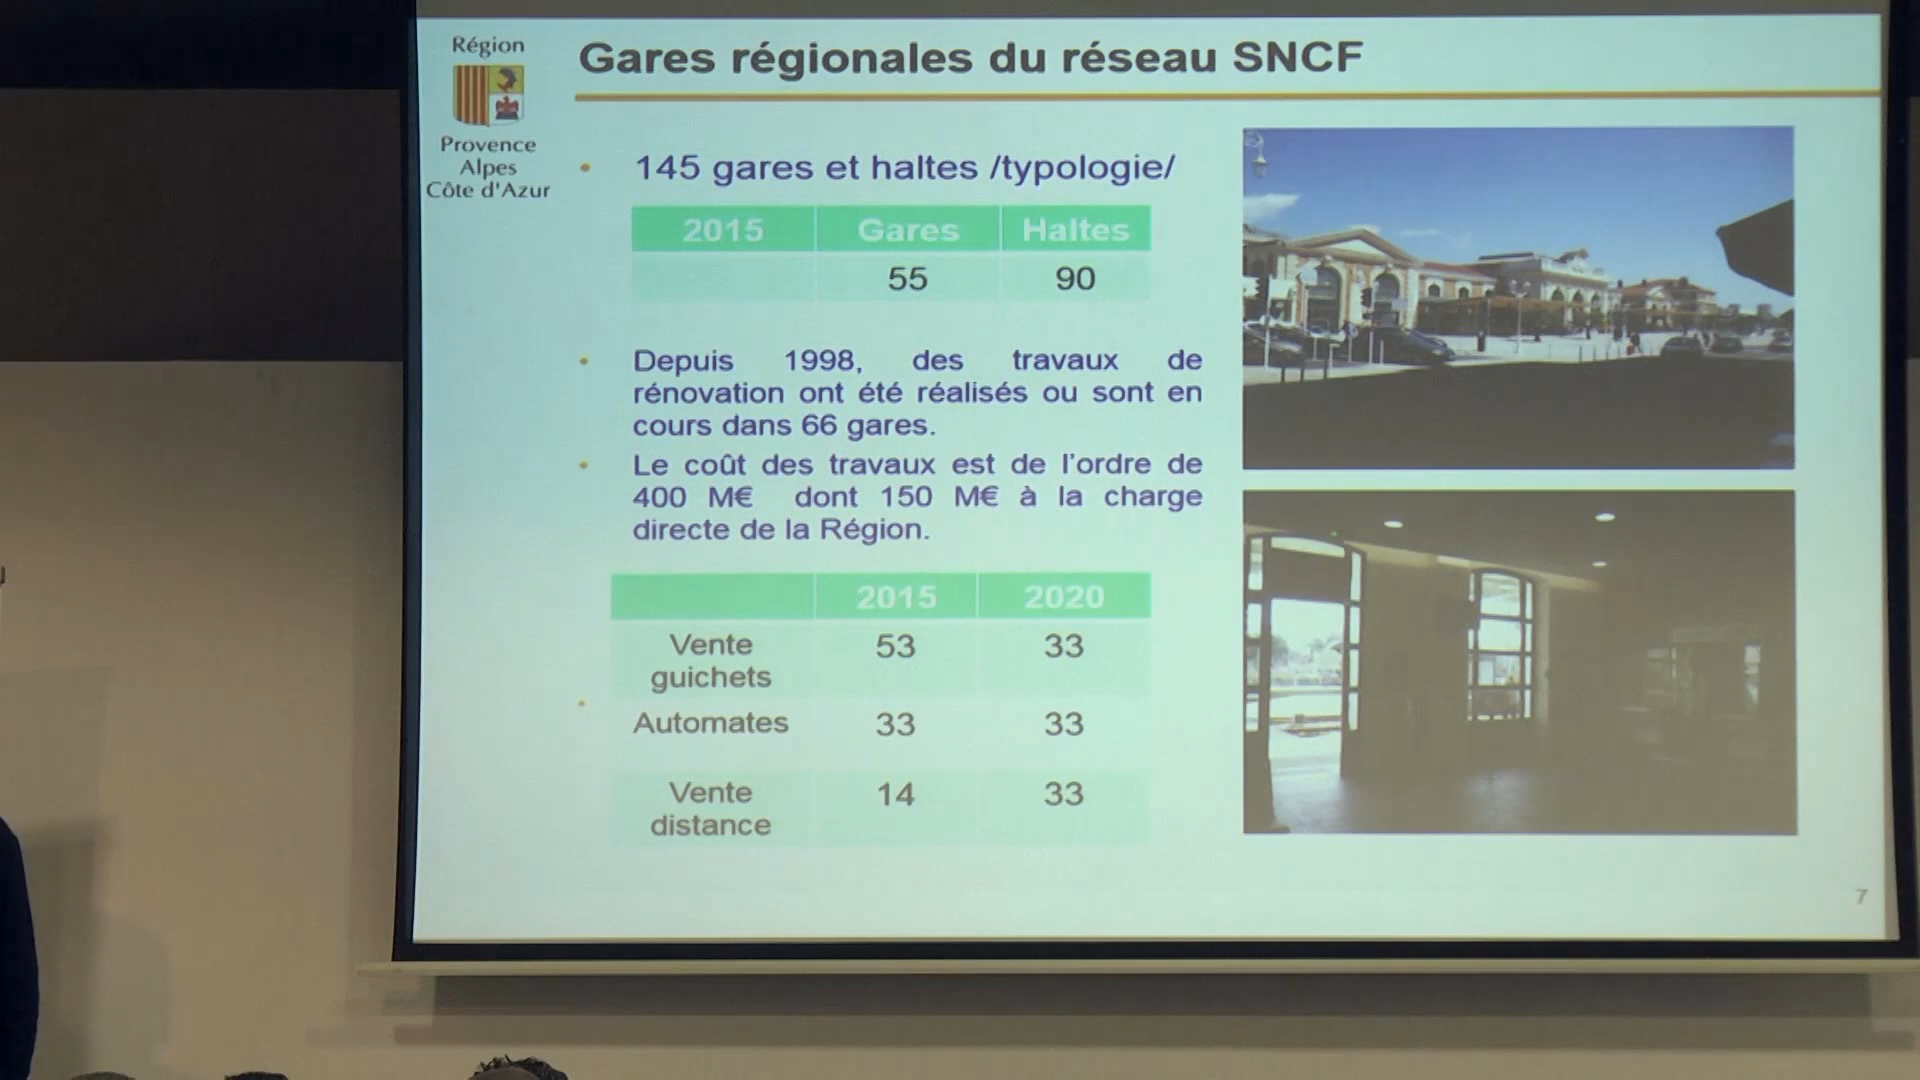 Région
Provence
Alpes
Côte d'Azur
Gares régionales du réseau SNCF
• 145 gares et haltes /typologie/
2015 Gares Haltes
55 90
• Depuis 1998, des travaux de
rénovation ont été réalisés ou sont en
cours dans 66 gares.
• Le coût des travaux est de l'ordre de
400 M€ dont 150 M€ à la charge
directe de la Région.
2015 2020
Vente
guichets 53 33
Automates 33 33
Vente
distance 14 33
7